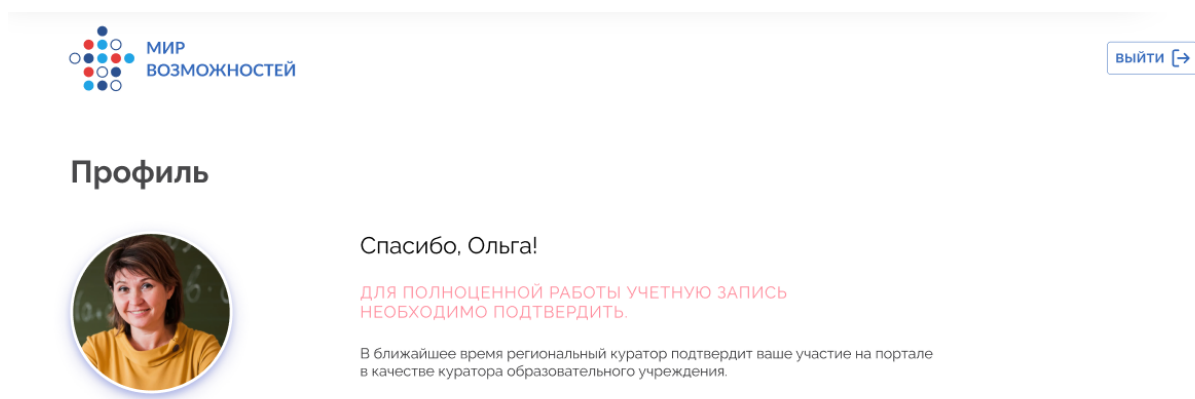 МИР
ВОЗМОЖНОСТЕЙ
ВЫЙТИ
Профиль
Спасибо, Ольга!
ДЛЯ ПОЛНОЦЕННОЙ РАБОТЫ УЧЕТНУЮ ЗАПИСЬ
НЕОБХОДИМО ПОДТВЕРДИТЬ.
В ближайшее время региональный куратор подтвердит ваше участие на портале
в качестве куратора образовательного учреждения.